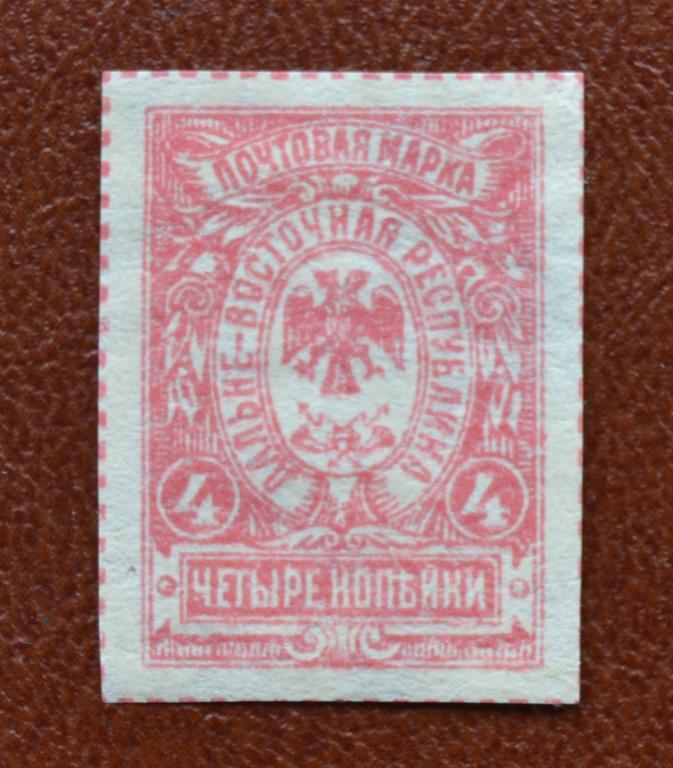 ПОЧТОВАЯ МАРКА
ДАЛЬНЕ-ВОСТОЧНАЯ РЕСПУБЛИКА
4 4
ЧЕТЫРЕ КОПѢЙКИ